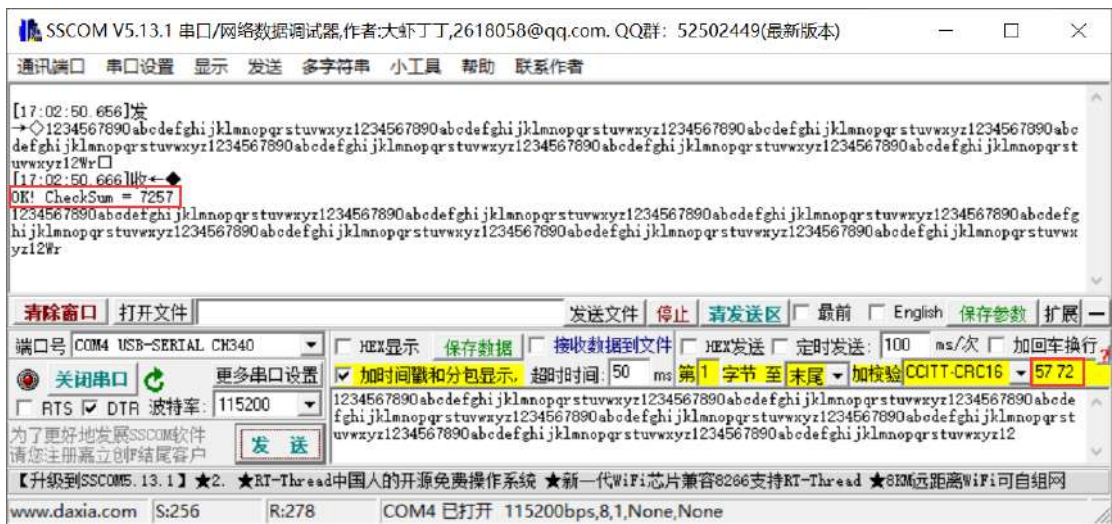 SSCOM V5.13.1 串口/网络数据调试器,作者:大虾丁丁,2618058@qq.com. QQ群: 52502449(最新版本)
通讯端口 串口设置 显示 发送 多字符串 小工具 帮助 联系作者
[17:02:50.656]发
→◇1234567890abcdefghijklmnopqrstuvwxyz1234567890abcdefghijklmnopqrstuvwxyz1234567890abcdefghijklmnopqrstuvwxyz1234567890abc
defghijklmnopqrstuvwxyz1234567890abcdefghijklmnopqrstuvwxyz1234567890abcdefghijklmnopqrstuvwxyz1234567890abcdefghijklmnopqrst
uvwxyz12Wr□
[17:02:50.666]收←◆
OK! CheckSum = 7257
1234567890abcdefghijklmnopqrstuvwxyz1234567890abcdefghijklmnopqrstuvwxyz1234567890abcdefghijklmnopqrstuvwxyz1234567890abcdefg
hijklmnopqrstuvwxyz1234567890abcdefghijklmnopqrstuvwxyz1234567890abcdefghijklmnopqrstuvwxyz1234567890abcdefghijklmnopqrstuvwx
yz12Wr
清除窗口 打开文件 发送文件 停止 清发送区 最前 English 保存参数 扩展 —
端口号 COM4 USB-SERIAL CH340 HEX显示 保存数据 接收数据到文件 HEX发送 定时发送: 100 ms/次 加回车换行
关闭串口 更多串口设置 加时间戳和分包显示. 超时时间: 50 ms 第1 字节 至 末尾 加校验 CCITT-CRC16 57 72
RTS DTR 波特率: 115200
1234567890abcdefghijklmnopqrstuvwxyz1234567890abcdefghijklmnopqrstuvwxyz1234567890abcde
fghijklmnopqrstuvwxyz1234567890abcdefghijklmnopqrstuvwxyz1234567890abcdefghijklmnopqrst
uvwxyz1234567890abcdefghijklmnopqrstuvwxyz1234567890abcdefghijklmnopqrstuvwxyz12
为了更好地发展SSCOM软件
请您注册嘉立创F结尾客户
发 送
【升级到SSCOM5.13.1】★2. ★RT-Thread中国人的开源免费操作系统 ★新一代WiFi芯片兼容8266支持RT-Thread ★8KM远距离WiFi可自组网
www.daxia.com S:256 R:278 COM4 已打开 115200bps,8,1,None,None